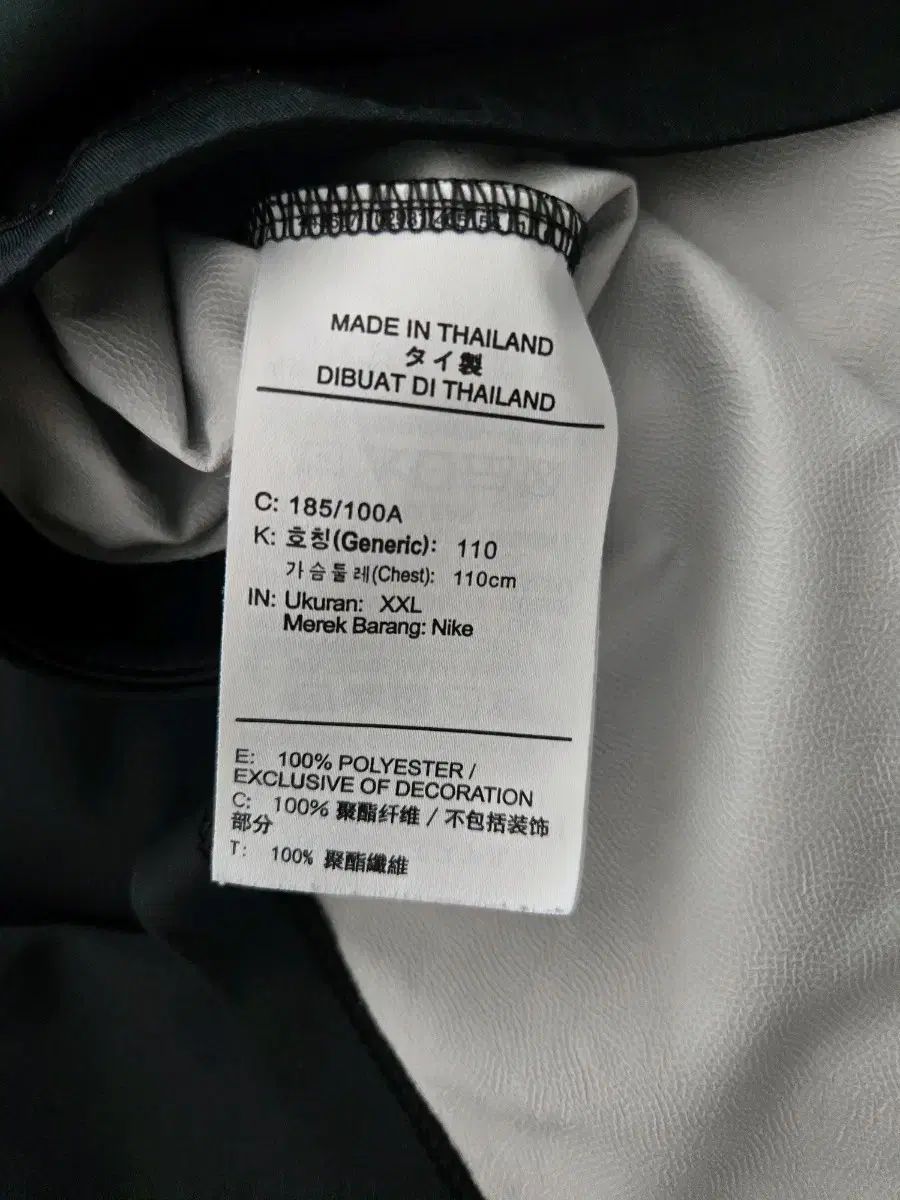 MADE IN THAILAND
タイ製
DIBUAT DI THAILAND
C: 185/100A
K: 호칭(Generic): 110
가슴둘레(Chest): 110cm
IN: Ukuran: XXL
Merek Barang: Nike
E: 100% POLYESTER /
EXCLUSIVE OF DECORATION
C: 100% 聚酯纤维 / 不包括装饰
部分
T: 100% 聚酯纖維